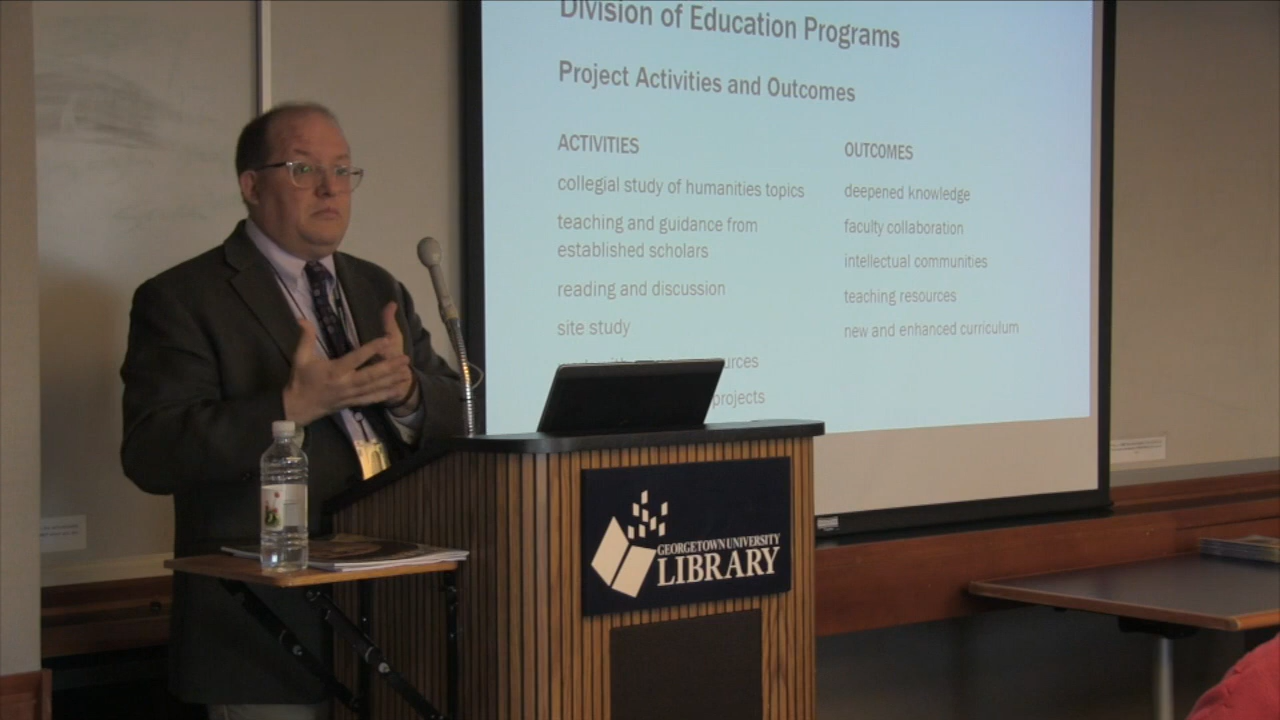 Division of Education Programs
Project Activities and Outcomes
ACTIVITIES
collegial study of humanities topics
teaching and guidance from
established scholars
reading and discussion
site study
projects
OUTCOMES
deepened knowledge
faculty collaboration
intellectual communities
teaching resources
new and enhanced curriculum
GEORGETOWN UNIVERSITY
LIBRARY